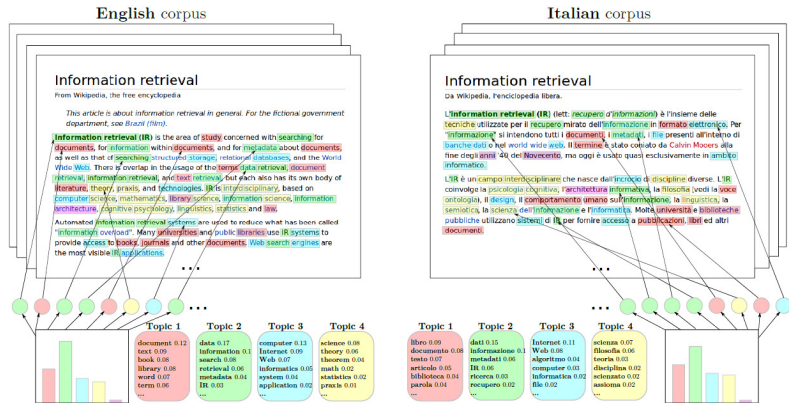 English corpus
Information retrieval
From Wikipedia, the free encyclopedia
This article is about information retrieval in general. For the fictional government
department, see Brazil (film).
Information retrieval (IR) is the area of study concerned with searching for
documents, for information within documents, and for metadata about documents,
as well as that of searching structured storage, relational databases, and the World
Wide Web. There is overlap in the usage of the terms data retrieval, document
retrieval, information retrieval, and text retrieval, but each also has its own body of
literature, theory, praxis, and technologies. IR is interdisciplinary, based on
computer science, mathematics, library science, information science, information
architecture, cognitive psychology, linguistics, statistics and law.
Automated information retrieval systems are used to reduce what has been called
"information overload". Many universities and public libraries use IR systems to
provide access to books, journals and other documents. Web search engines are
the most visible IR applications.
...
...
Topic 1
document 0.12
text 0.09
book 0.08
library 0.08
word 0.07
term 0.06
Topic 2
data 0.17
information 0.1
search 0.08
retrieval 0.06
metadata 0.04
IR 0.03
Topic 3
computer 0.13
Internet 0.09
Web 0.07
informatics 0.05
system 0.04
application 0.02
Topic 4
science 0.08
theory 0.06
theorem 0.04
math 0.02
statistics 0.02
praxis 0.01
Italian corpus
Information retrieval
Da Wikipedia, l'enciclopedia libera.
L'Information retrieval (IR) (lett: recupero d'informazioni) è l'insieme delle
tecniche utilizzate per il recupero mirato dell'informazione in formato elettronico. Per
"informazione" si intendono tutti i documenti, i metadati, i file presenti all'interno di
banche dati o nel world wide web. Il termine è stato coniato da Calvin Mooers alla
fine degli anni '40 del Novecento, ma oggi è usato quasi esclusivamente in ambito
informatico.
L'IR è un campo interdisciplinare che nasce dall'incrocio di discipline diverse. L'IR
coinvolge la psicologia cognitiva, l'architettura informativa, la filosofia (vedi la voce
ontologia, il design, il comportamento umano sull'informazione, la linguistica, la
semiotica, la scienza dell'informazione e l'informatica. Molte università e biblioteche
pubbliche utilizzano sistemi di IR per fornire accesso a pubblicazioni, libri ed altri
documenti.
...
...
Topic 1
libro 0.09
documento 0.08
testo 0.07
articolo 0.05
biblioteca 0.04
parola 0.04
Topic 2
dati 0.15
informazione 0.1
metadati 0.06
IR 0.06
ricerca 0.03
recupero 0.03
Topic 3
Internet 0.11
Web 0.08
algoritmo 0.04
computer 0.03
informatica 0.02
file 0.02
Topic 4
scienza 0.07
filosofia 0.06
teoria 0.03
disciplina 0.02
scienzato 0.02
assioma 0.02